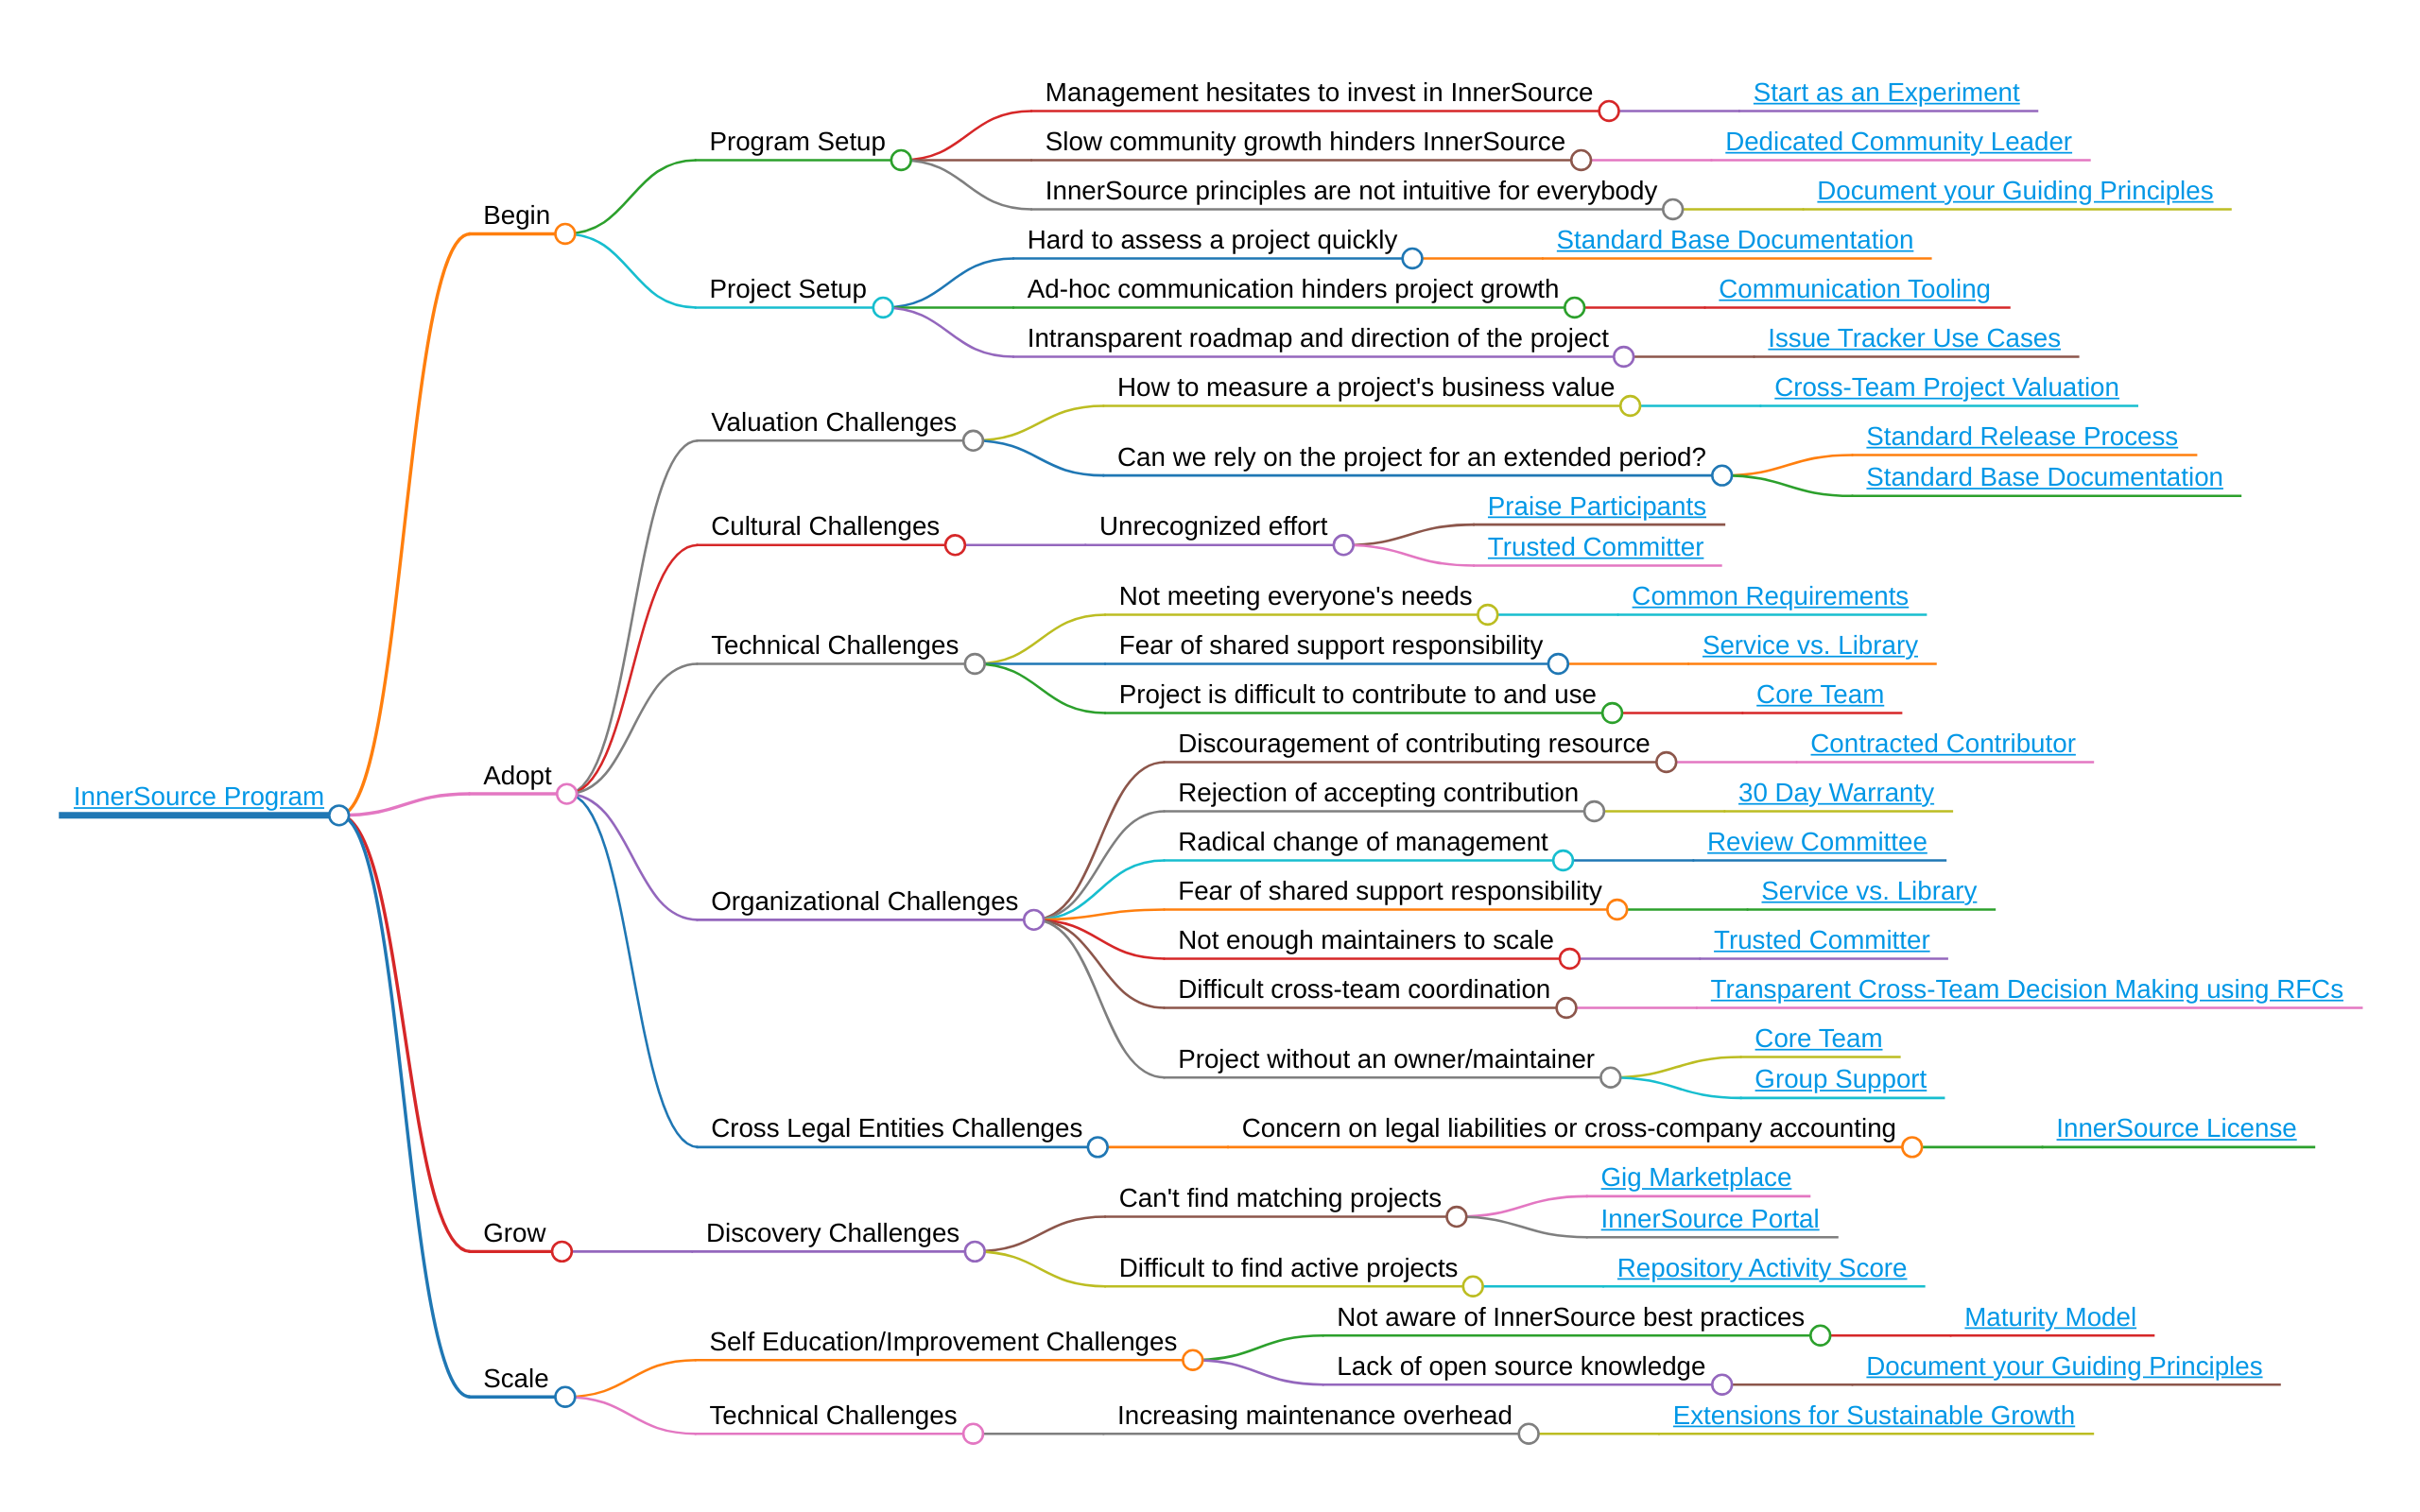 InnerSource Program
Begin
Program Setup
Management hesitates to invest in InnerSource
Start as an Experiment
Slow community growth hinders InnerSource
Dedicated Community Leader
InnerSource principles are not intuitive for everybody
Document your Guiding Principles
Project Setup
Hard to assess a project quickly
Standard Base Documentation
Ad-hoc communication hinders project growth
Communication Tooling
Intransparent roadmap and direction of the project
Issue Tracker Use Cases
Adopt
Valuation Challenges
How to measure a project's business value
Cross-Team Project Valuation
Can we rely on the project for an extended period?
Standard Release Process
Standard Base Documentation
Cultural Challenges
Unrecognized effort
Praise Participants
Trusted Committer
Technical Challenges
Not meeting everyone's needs
Common Requirements
Fear of shared support responsibility
Service vs. Library
Project is difficult to contribute to and use
Core Team
Organizational Challenges
Discouragement of contributing resource
Contracted Contributor
Rejection of accepting contribution
30 Day Warranty
Radical change of management
Review Committee
Fear of shared support responsibility
Service vs. Library
Not enough maintainers to scale
Trusted Committer
Difficult cross-team coordination
Transparent Cross-Team Decision Making using RFCs
Project without an owner/maintainer
Core Team
Group Support
Cross Legal Entities Challenges
Concern on legal liabilities or cross-company accounting
InnerSource License
Grow
Discovery Challenges
Can't find matching projects
Gig Marketplace
InnerSource Portal
Difficult to find active projects
Repository Activity Score
Scale
Self Education/Improvement Challenges
Not aware of InnerSource best practices
Maturity Model
Lack of open source knowledge
Document your Guiding Principles
Technical Challenges
Increasing maintenance overhead
Extensions for Sustainable Growth